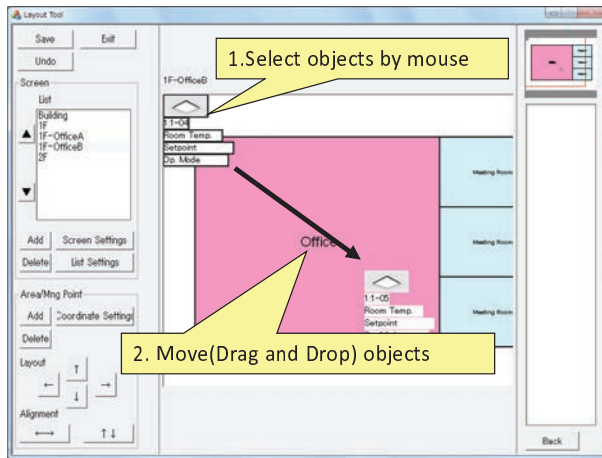 Layout Tool
Save
Exit
Undo
Screen
List
Building
1F
1F-OfficeA
1F-OfficeB
2F
Add
Screen Settings
Delete
List Settings
Area/Mng Point
Add
Coordinate Settings
Delete
Layout
Alignment
1.Select objects by mouse
1F-OfficeB
1:1-04
Room Temp.
Setpoint
Op. Mode
Office
Meeting Room
Meeting Room
Meeting Room
1:1-05
Room Temp.
Setpoint
2. Move(Drag and Drop) objects
Back